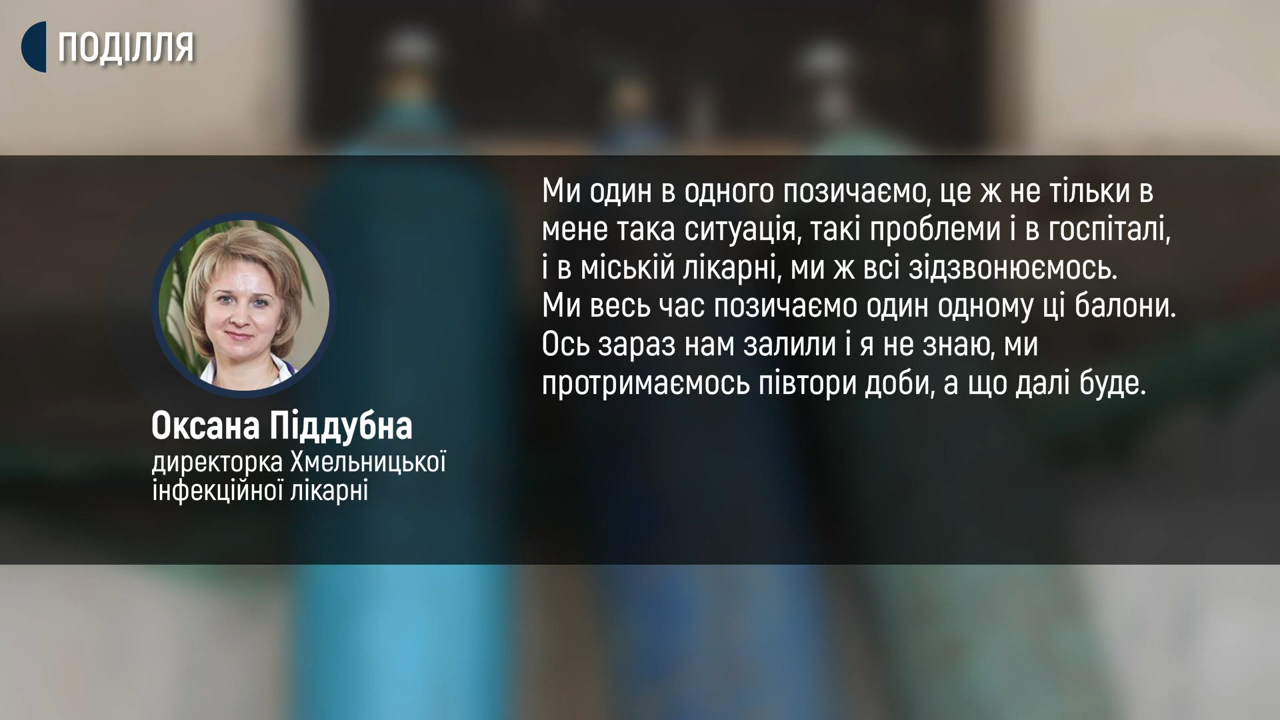 ПОДІЛЛЯ
Ми один в одного позичаємо, це ж не тільки в
мене така ситуація, такі проблеми і в госпіталі,
і в міській лікарні, ми ж всі зідзвонюємось.
Ми весь час позичаємо один одному ці балони.
Ось зараз нам залили і я не знаю, ми
протримаємось півтори доби, а що далі буде.
Оксана Піддубна
директорка Хмельницької
інфекційної лікарні